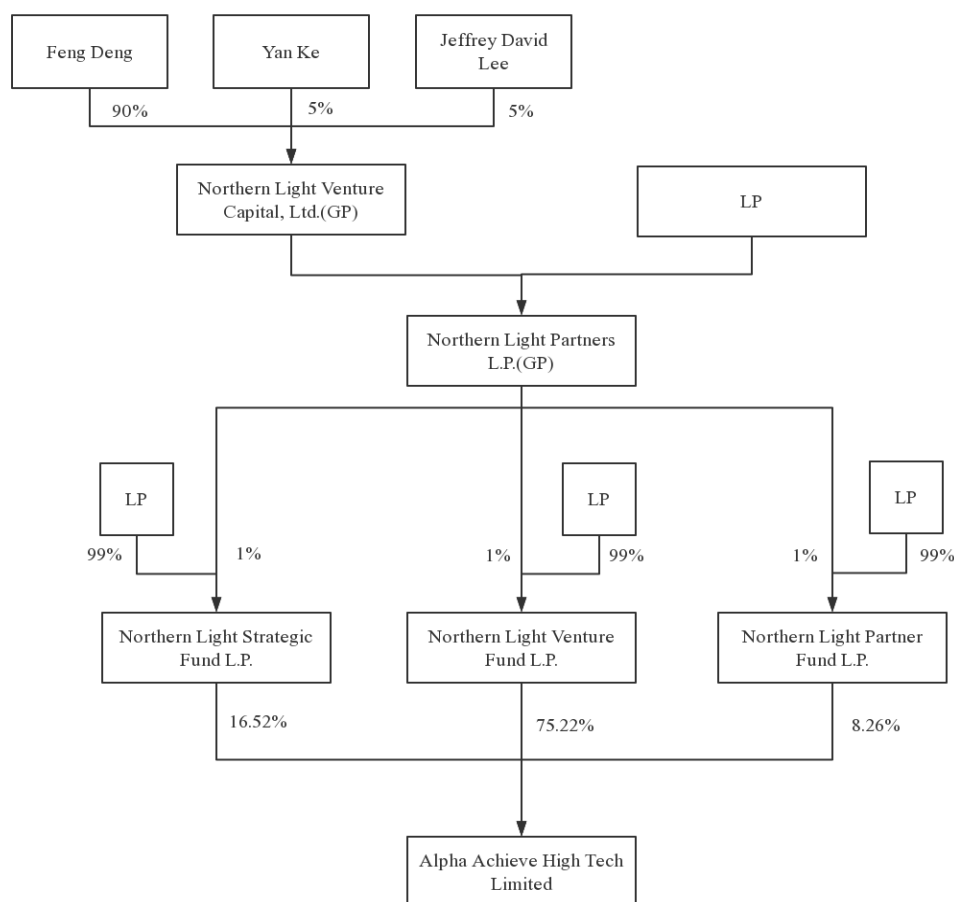 Feng Deng
Yan Ke
Jeffrey David
Lee
90%
5%
5%
Northern Light Venture
Capital, Ltd.(GP)
LP
Northern Light Partners
L.P.(GP)
LP
LP
LP
99%
1%
1%
99%
1%
99%
Northern Light Strategic
Fund L.P.
Northern Light Venture
Fund L.P.
Northern Light Partner
Fund L.P.
16.52%
75.22%
8.26%
Alpha Achieve High Tech
Limited